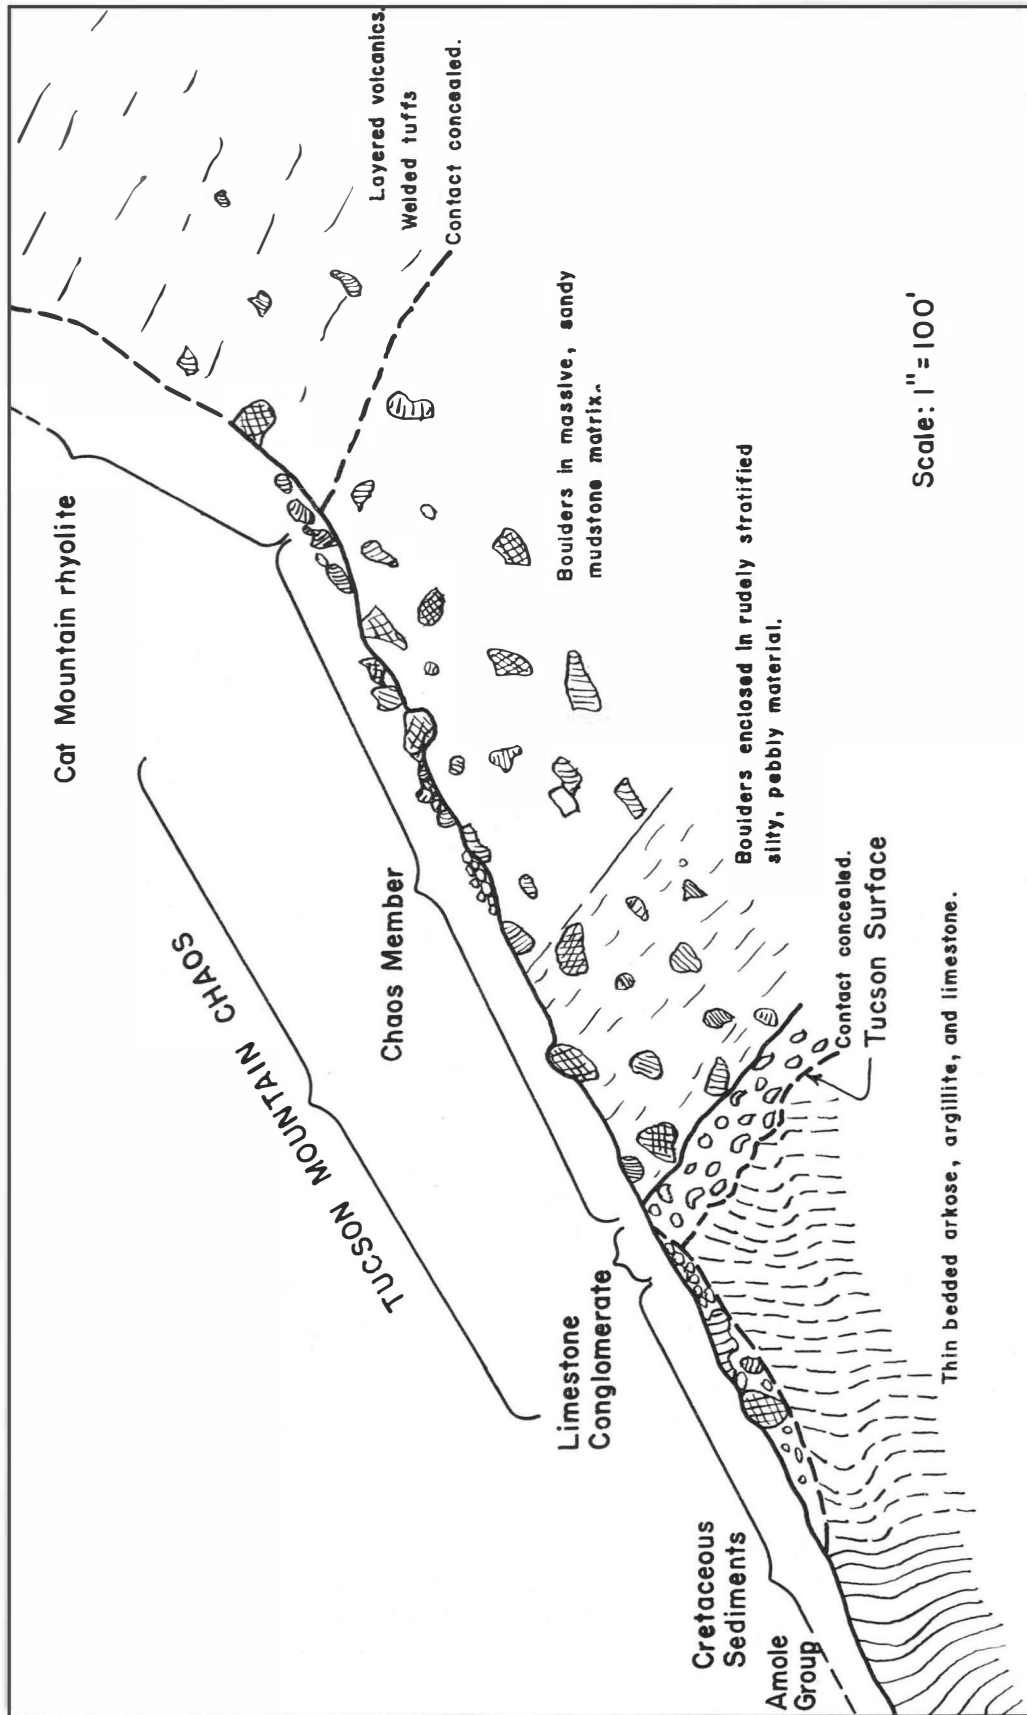 Cat Mountain rhyolite
Layered volcanics.
Welded tuffs
Contact concealed.
TUCSON MOUNTAIN CHAOS
Chaos Member
Boulders in massive, sandy
mudstone matrix.
Limestone
Conglomerate
Boulders enclosed in rudely stratified
silty, pebbly material.
Scale: 1" = 100'
Cretaceous
Sediments
Amole
Group
Contact concealed.
Tucson Surface
Thin bedded arkose, argillite, and limestone.